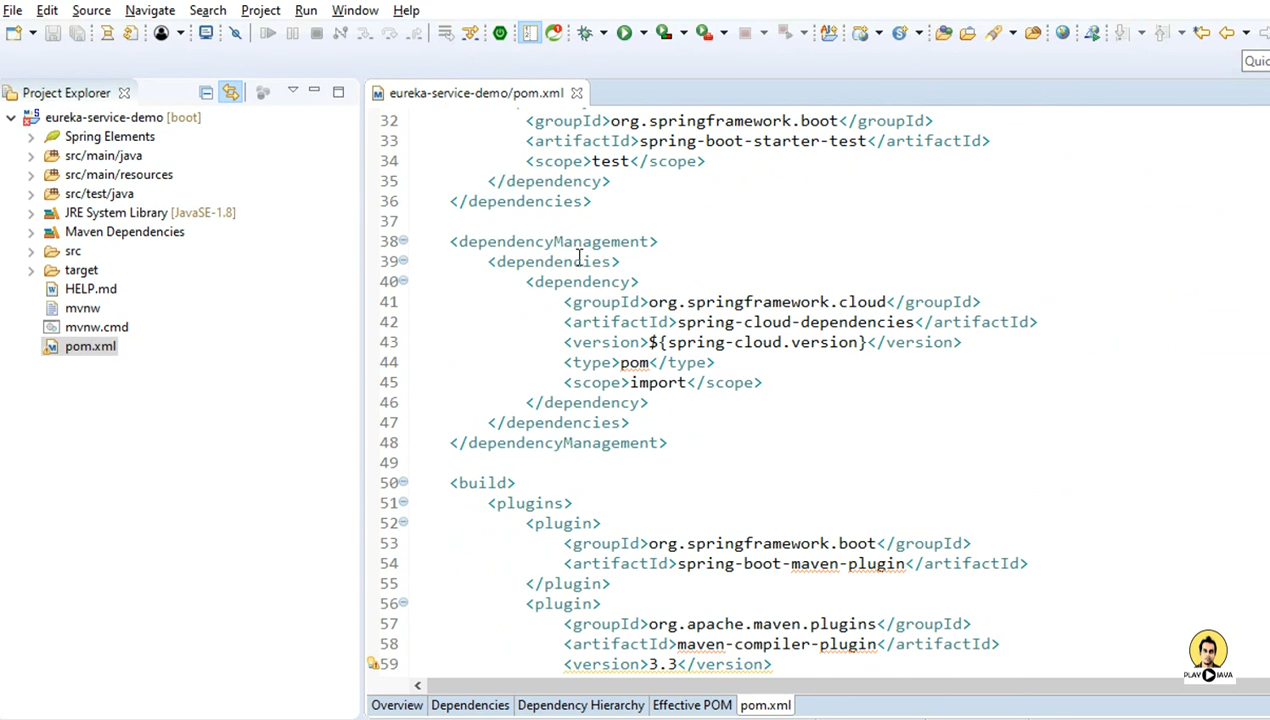 File Edit Source Navigate Search Project Run Window Help
Quic
Project Explorer
eureka-service-demo [boot]
Spring Elements
src/main/java
src/main/resources
src/test/java
JRE System Library [JavaSE-1.8]
Maven Dependencies
src
target
HELP.md
mvnw
mvnw.cmd
pom.xml
eureka-service-demo/pom.xml
32 <groupId>org.springframework.boot</groupId>
33 <artifactId>spring-boot-starter-test</artifactId>
34 <scope>test</scope>
35 </dependency>
36 </dependencies>
37
38 <dependencyManagement>
39 <dependencies>
40 <dependency>
41 <groupId>org.springframework.cloud</groupId>
42 <artifactId>spring-cloud-dependencies</artifactId>
43 <version>${spring-cloud.version}</version>
44 <type>pom</type>
45 <scope>import</scope>
46 </dependency>
47 </dependencies>
48 </dependencyManagement>
49
50 <build>
51 <plugins>
52 <plugin>
53 <groupId>org.springframework.boot</groupId>
54 <artifactId>spring-boot-maven-plugin</artifactId>
55 </plugin>
56 <plugin>
57 <groupId>org.apache.maven.plugins</groupId>
58 <artifactId>maven-compiler-plugin</artifactId>
59 <version>3.3</version>
Overview Dependencies Dependency Hierarchy Effective POM pom.xml
PLAY JAVA